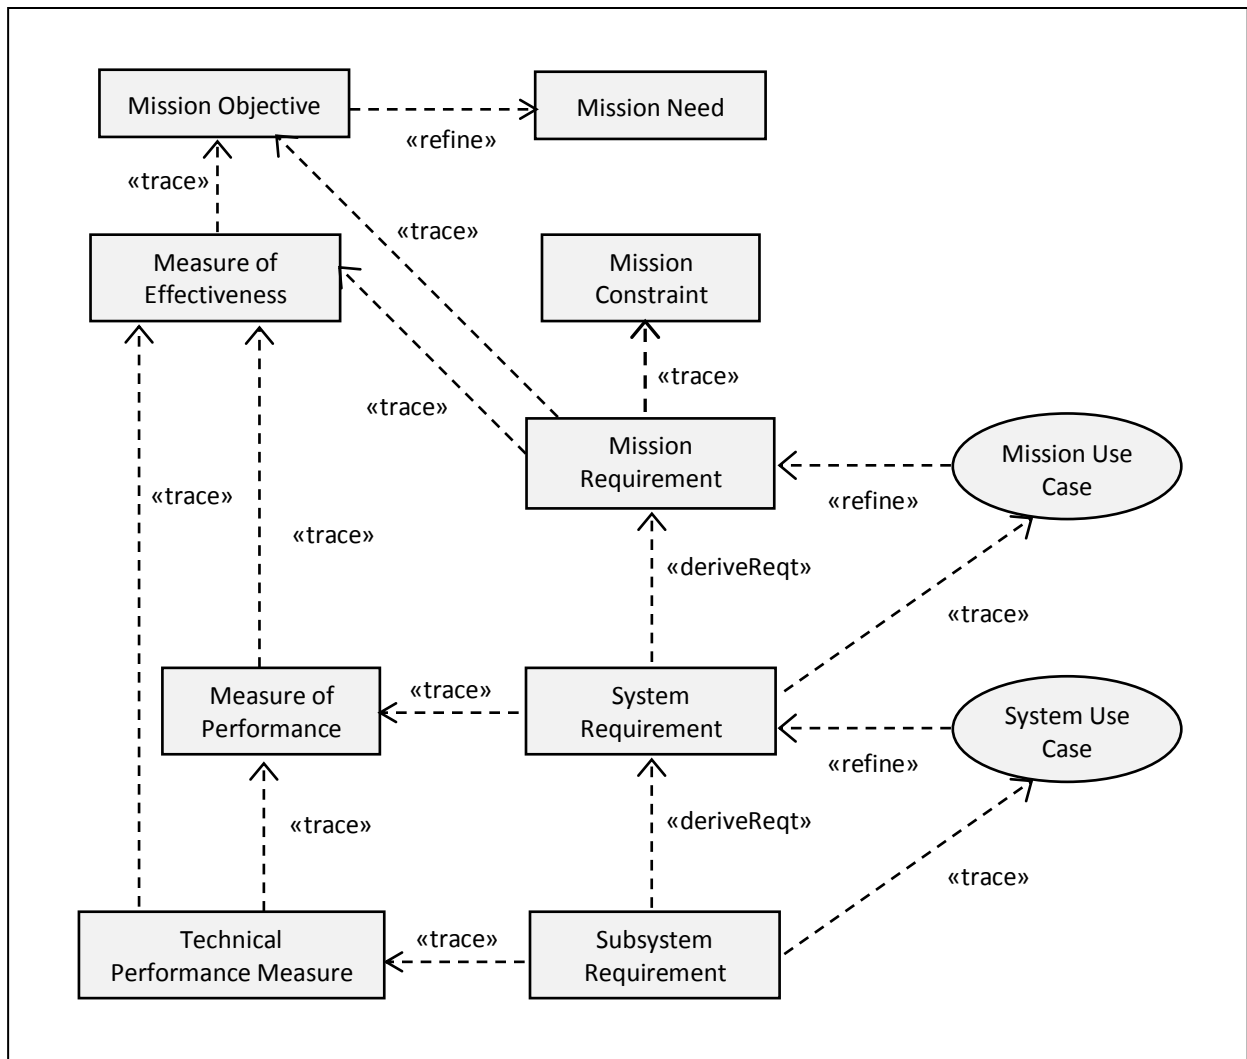 Mission Objective
Mission Need
«refine»
«trace»
«trace»
Measure of
Effectiveness
Mission
Constraint
«trace»
«trace»
Mission
Requirement
Mission Use
Case
«refine»
«trace»
«trace»
«deriveReqt»
«trace»
Measure of
Performance
«trace»
System
Requirement
System Use
Case
«refine»
«trace»
«deriveReqt»
«trace»
Technical
Performance Measure
«trace»
Subsystem
Requirement